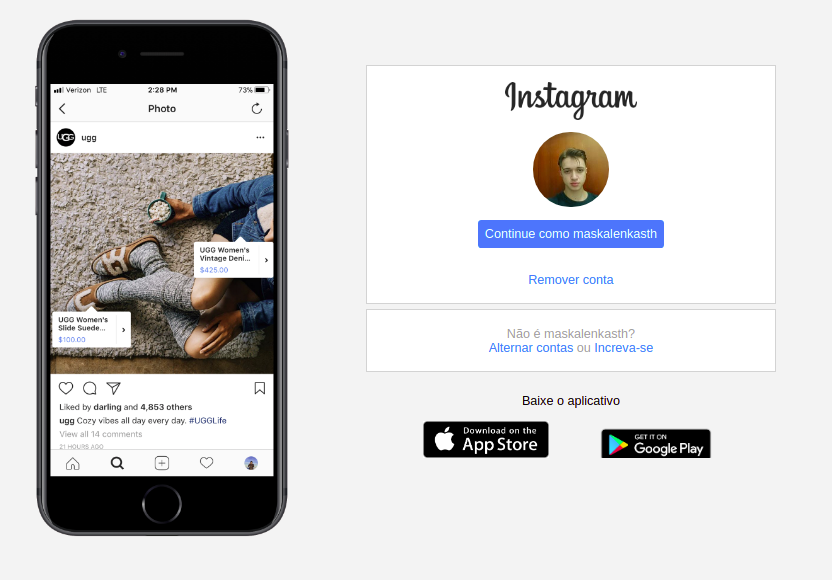 Verizon LTE 2:28 PM 73%
Photo
UGG ugg
UGG Women's
Vintage Deni...
$425.00
UGG Women's
Slide Suede...
$100.00
Liked by darling and 4,853 others
ugg Cozy vibes all day every day. #UGGLife
View all 14 comments
21 HOURS AGO
Instagram
Continue como maskalenkasth
Remover conta
Não é maskalenkasth?
Alternar contas ou Increva-se
Baixe o aplicativo
Download on the
App Store
GET IT ON
Google Play